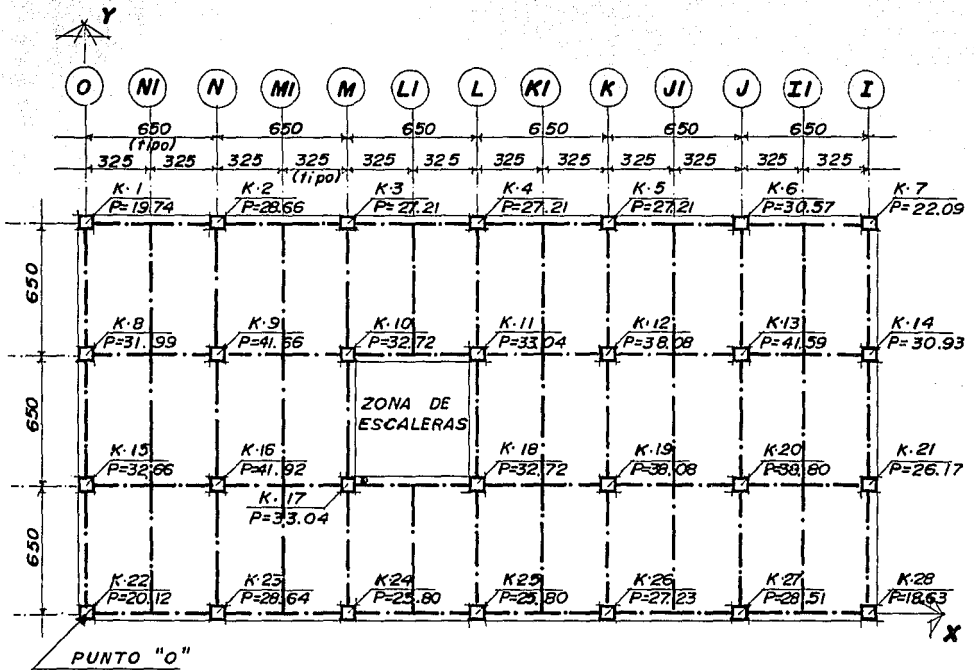 Y
O NI N MI M LI L KI K JI J II I
650 650 650 650 650 650
(tipo)
325 325 325 325 325 325 325 325 325 325 325 325
(tipo)
K·1 K·2 K·3 K·4 K·5 K·6 K·7
P=19.74 P=28.66 P=27.21 P=27.21 P=27.21 P=30.57 P=22.09
650
K·8 K·9 K·10 K·11 K·12 K·13 K·14
P=31.99 P=41.66 P=32.72 P=33.04 P=38.08 P=41.59 P=30.93
650
ZONA DE
ESCALERAS
K·15 K·16 K·18 K·19 K·20 K·21
P=32.66 P=41.92 P=32.72 P=38.08 P=38.80 P=26.17
K·17
P=33.04
650
K·22 K·23 K·24 K·25 K·26 K·27 K·28
P=20.12 P=28.64 P=25.80 P=25.80 P=27.23 P=28.51 P=18.63
X
PUNTO "O"